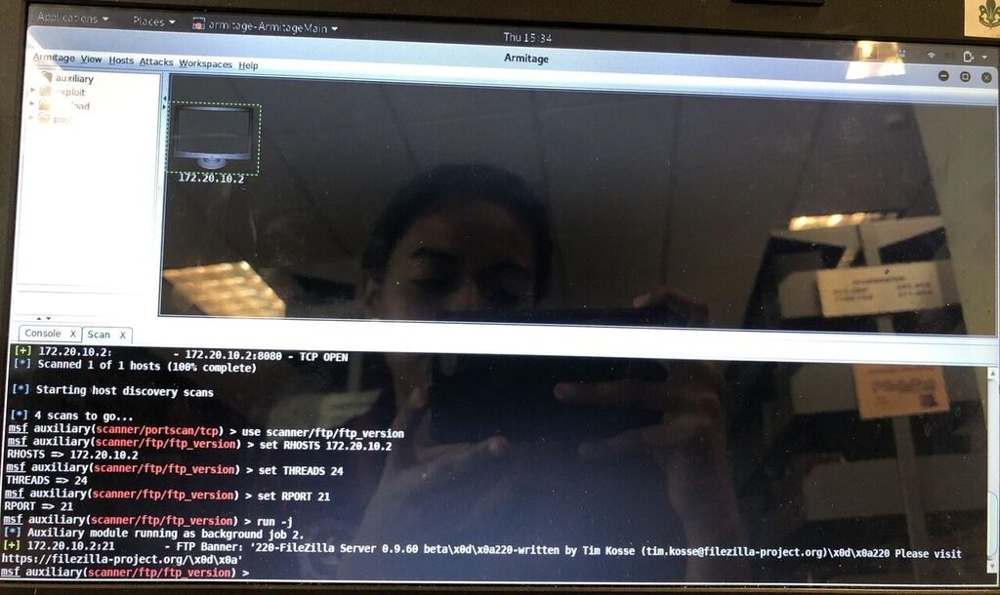 Applications Places armitage-ArmitageMain
Thu 15:34
Armitage
Armitage View Hosts Attacks Workspaces Help
auxiliary
exploit
post
172.20.10.2
Console X Scan X
[+] 172.20.10.2: - 172.20.10.2:8080 - TCP OPEN
[*] Scanned 1 of 1 hosts (100% complete)
[*] Starting host discovery scans
[*] 4 scans to go...
msf auxiliary(scanner/portscan/tcp) > use scanner/ftp/ftp_version
msf auxiliary(scanner/ftp/ftp_version) > set RHOSTS 172.20.10.2
RHOSTS => 172.20.10.2
msf auxiliary(scanner/ftp/ftp_version) > set THREADS 24
THREADS => 24
msf auxiliary(scanner/ftp/ftp_version) > set RPORT 21
RPORT => 21
msf auxiliary(scanner/ftp/ftp_version) > run -j
[*] Auxiliary module running as background job 2.
[+] 172.20.10.2:21 - FTP Banner: '220-FileZilla Server 0.9.60 beta\x0d\x0a220-written by Tim Kosse (tim.kosse@filezilla-project.org)\x0d\x0a220 Please visit
https://filezilla-project.org/\x0d\x0a'
msf auxiliary(scanner/ftp/ftp_version) >